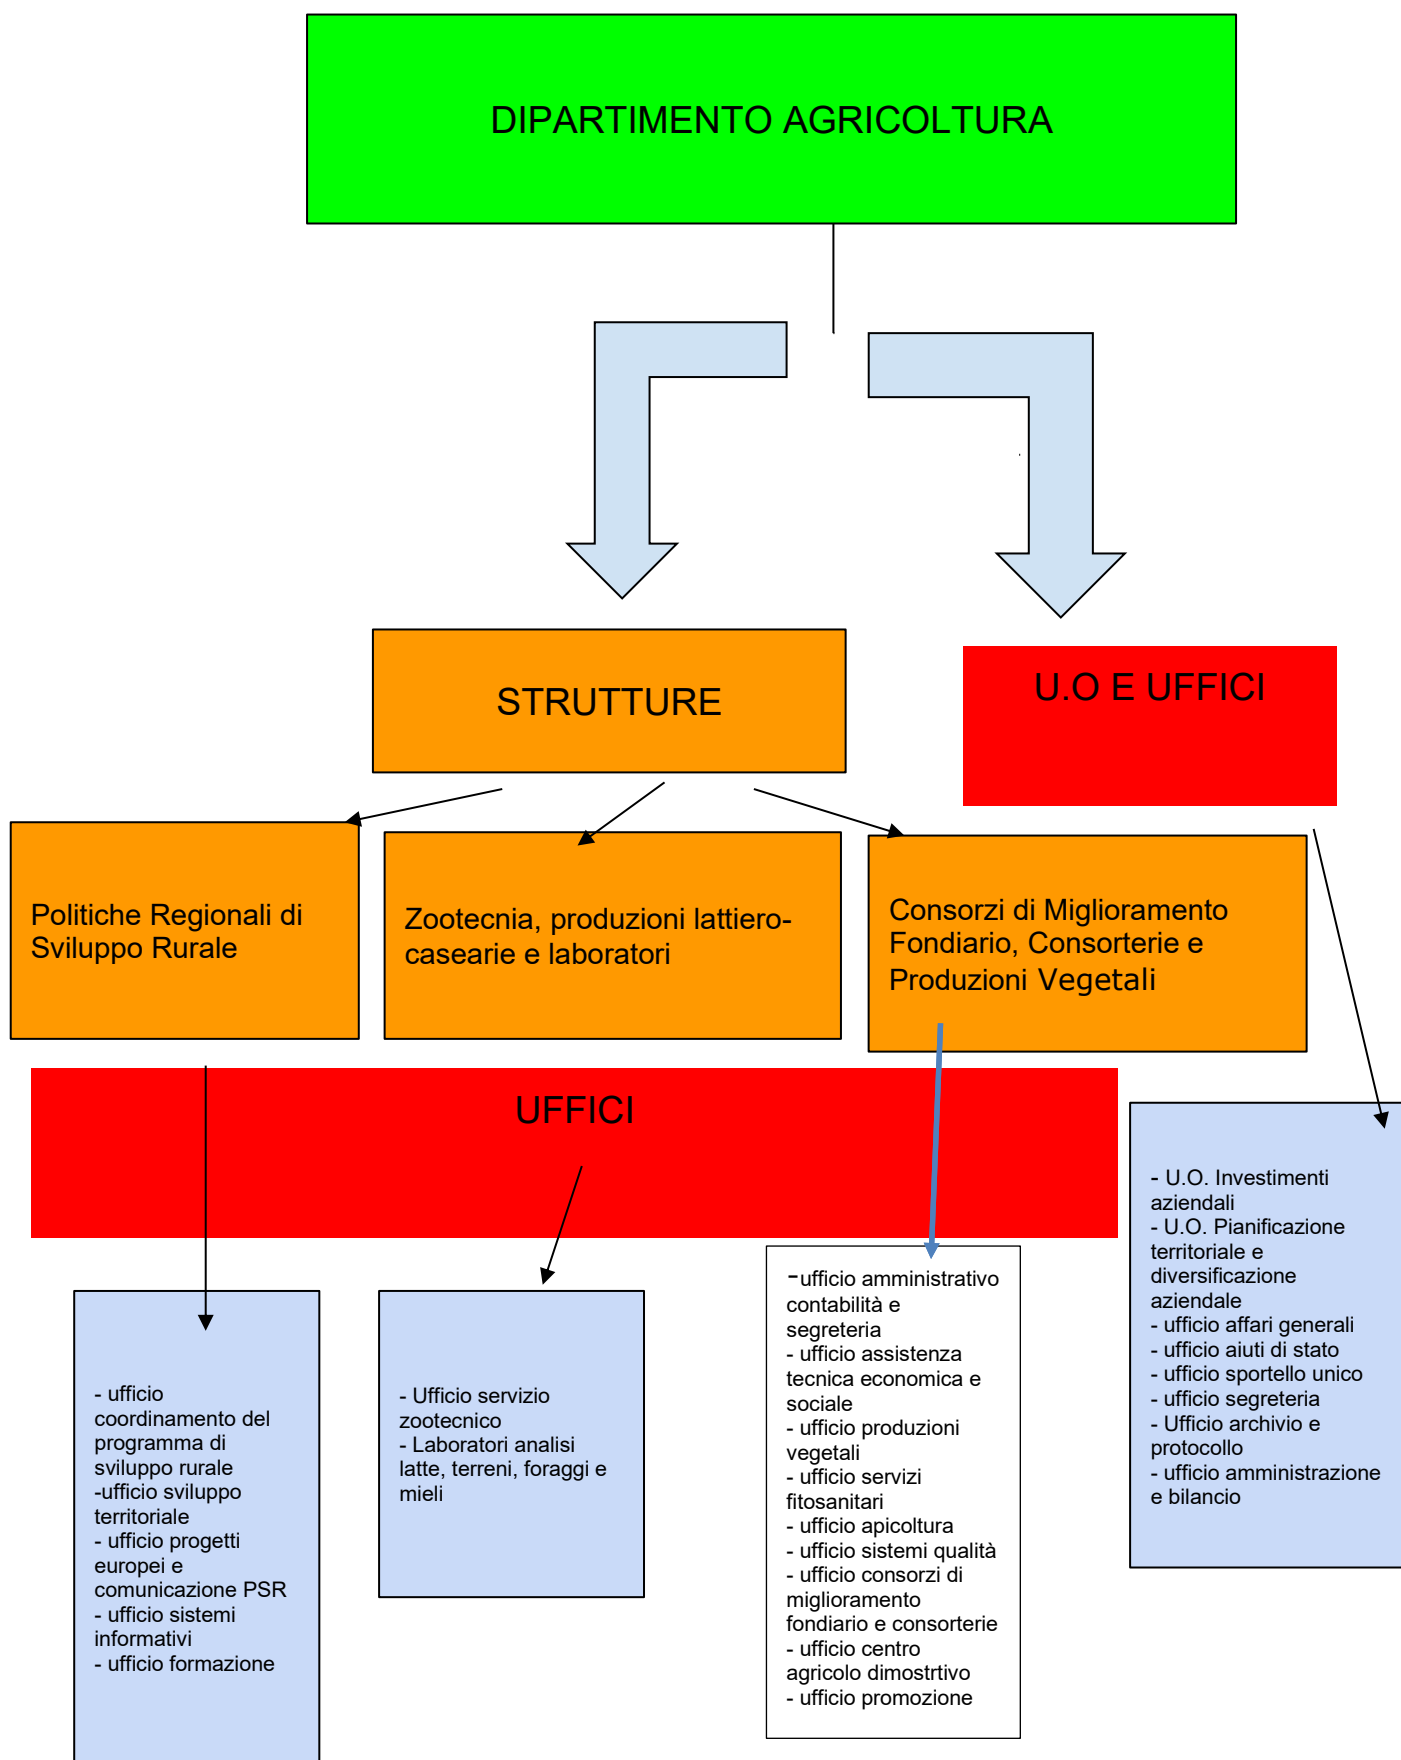 DIPARTIMENTO AGRICOLTURA
STRUTTURE
U.O E UFFICI
Politiche Regionali di
Sviluppo Rurale
Zootecnia, produzioni lattiero-
casearie e laboratori
Consorzi di Miglioramento
Fondiario, Consorterie e
Produzioni Vegetali
UFFICI
- ufficio
coordinamento del
programma di
sviluppo rurale
-ufficio sviluppo
territoriale
- ufficio progetti
europei e
comunicazione PSR
- ufficio sistemi
informativi
- ufficio formazione
- Ufficio servizio
zootecnico
- Laboratori analisi
latte, terreni, foraggi e
mieli
-ufficio amministrativo
contabilità e
segreteria
- ufficio assistenza
tecnica economica e
sociale
- ufficio produzioni
vegetali
- ufficio servizi
fitosanitari
- ufficio apicoltura
- ufficio sistemi qualità
- ufficio consorzi di
miglioramento
fondiario e consorterie
- ufficio centro
agricolo dimostrtivo
- ufficio promozione
- U.O. Investimenti
aziendali
- U.O. Pianificazione
territoriale e
diversificazione
aziendale
- ufficio affari generali
- ufficio aiuti di stato
- ufficio sportello unico
- ufficio segreteria
- Ufficio archivio e
protocollo
- ufficio amministrazione
e bilancio